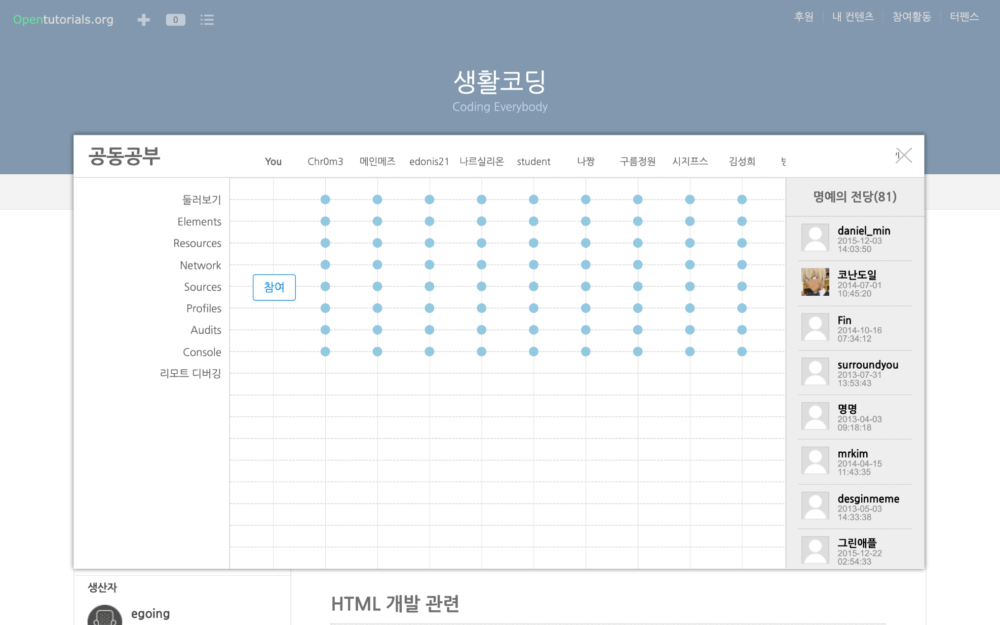 Opentutorials.org
0
후원
내 컨텐츠
참여활동
터펜스
생활코딩
Coding Everybody
공동공부
You
Chr0m3
메인메즈
edonis21
나르실리온
student
나짱
구름정원
시지프스
김성희
둘러보기
Elements
Resources
Network
Sources
Profiles
Audits
Console
리모트 디버깅
참여
명예의 전당(81)
daniel_min
2015-12-03
14:03:50
코난도일
2014-07-01
10:45:20
Fin
2014-10-16
07:34:12
surroundyou
2013-07-31
13:53:43
명명
2013-04-03
09:18:18
mrkim
2014-04-15
11:43:35
desginmeme
2013-05-03
14:33:38
그린애플
2015-12-22
02:54:33
생산자
egoing
HTML 개발 관련